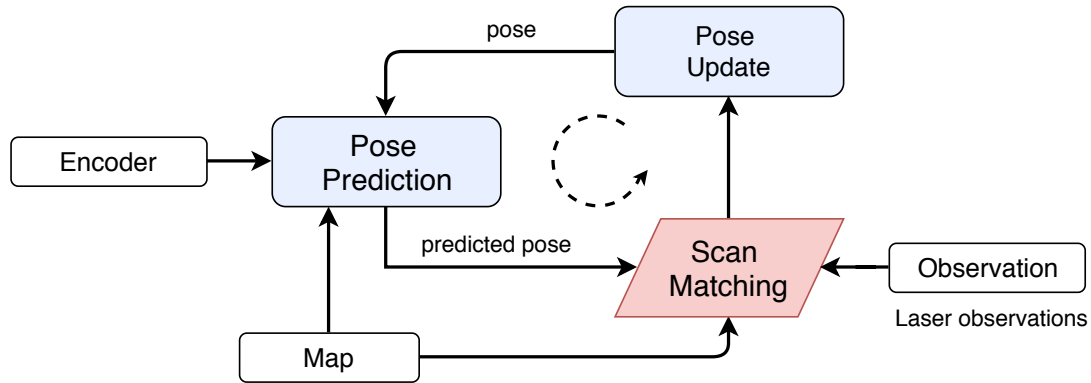 pose
Pose
Update
Encoder
Pose
Prediction
predicted pose
Scan
Matching
Observation
Laser observations
Map